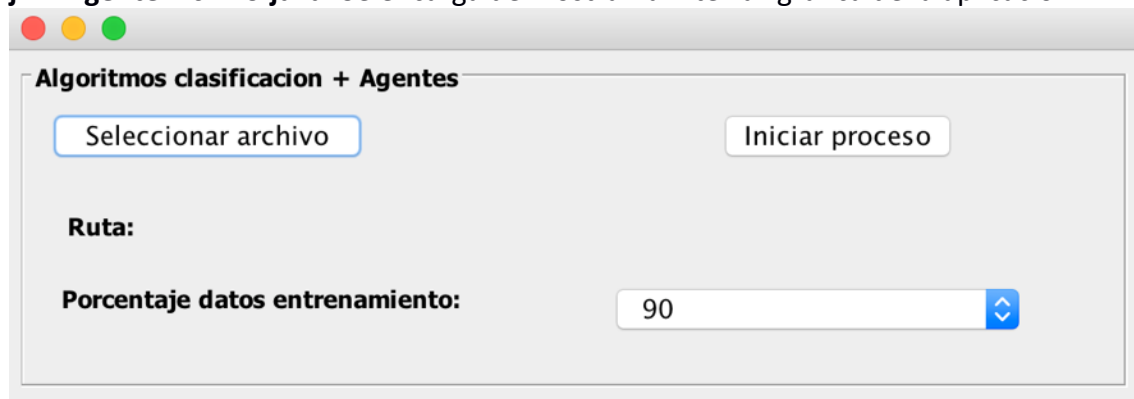 Algoritmos clasificacion + Agentes
Seleccionar archivo Iniciar proceso
Ruta:
Porcentaje datos entrenamiento: 90